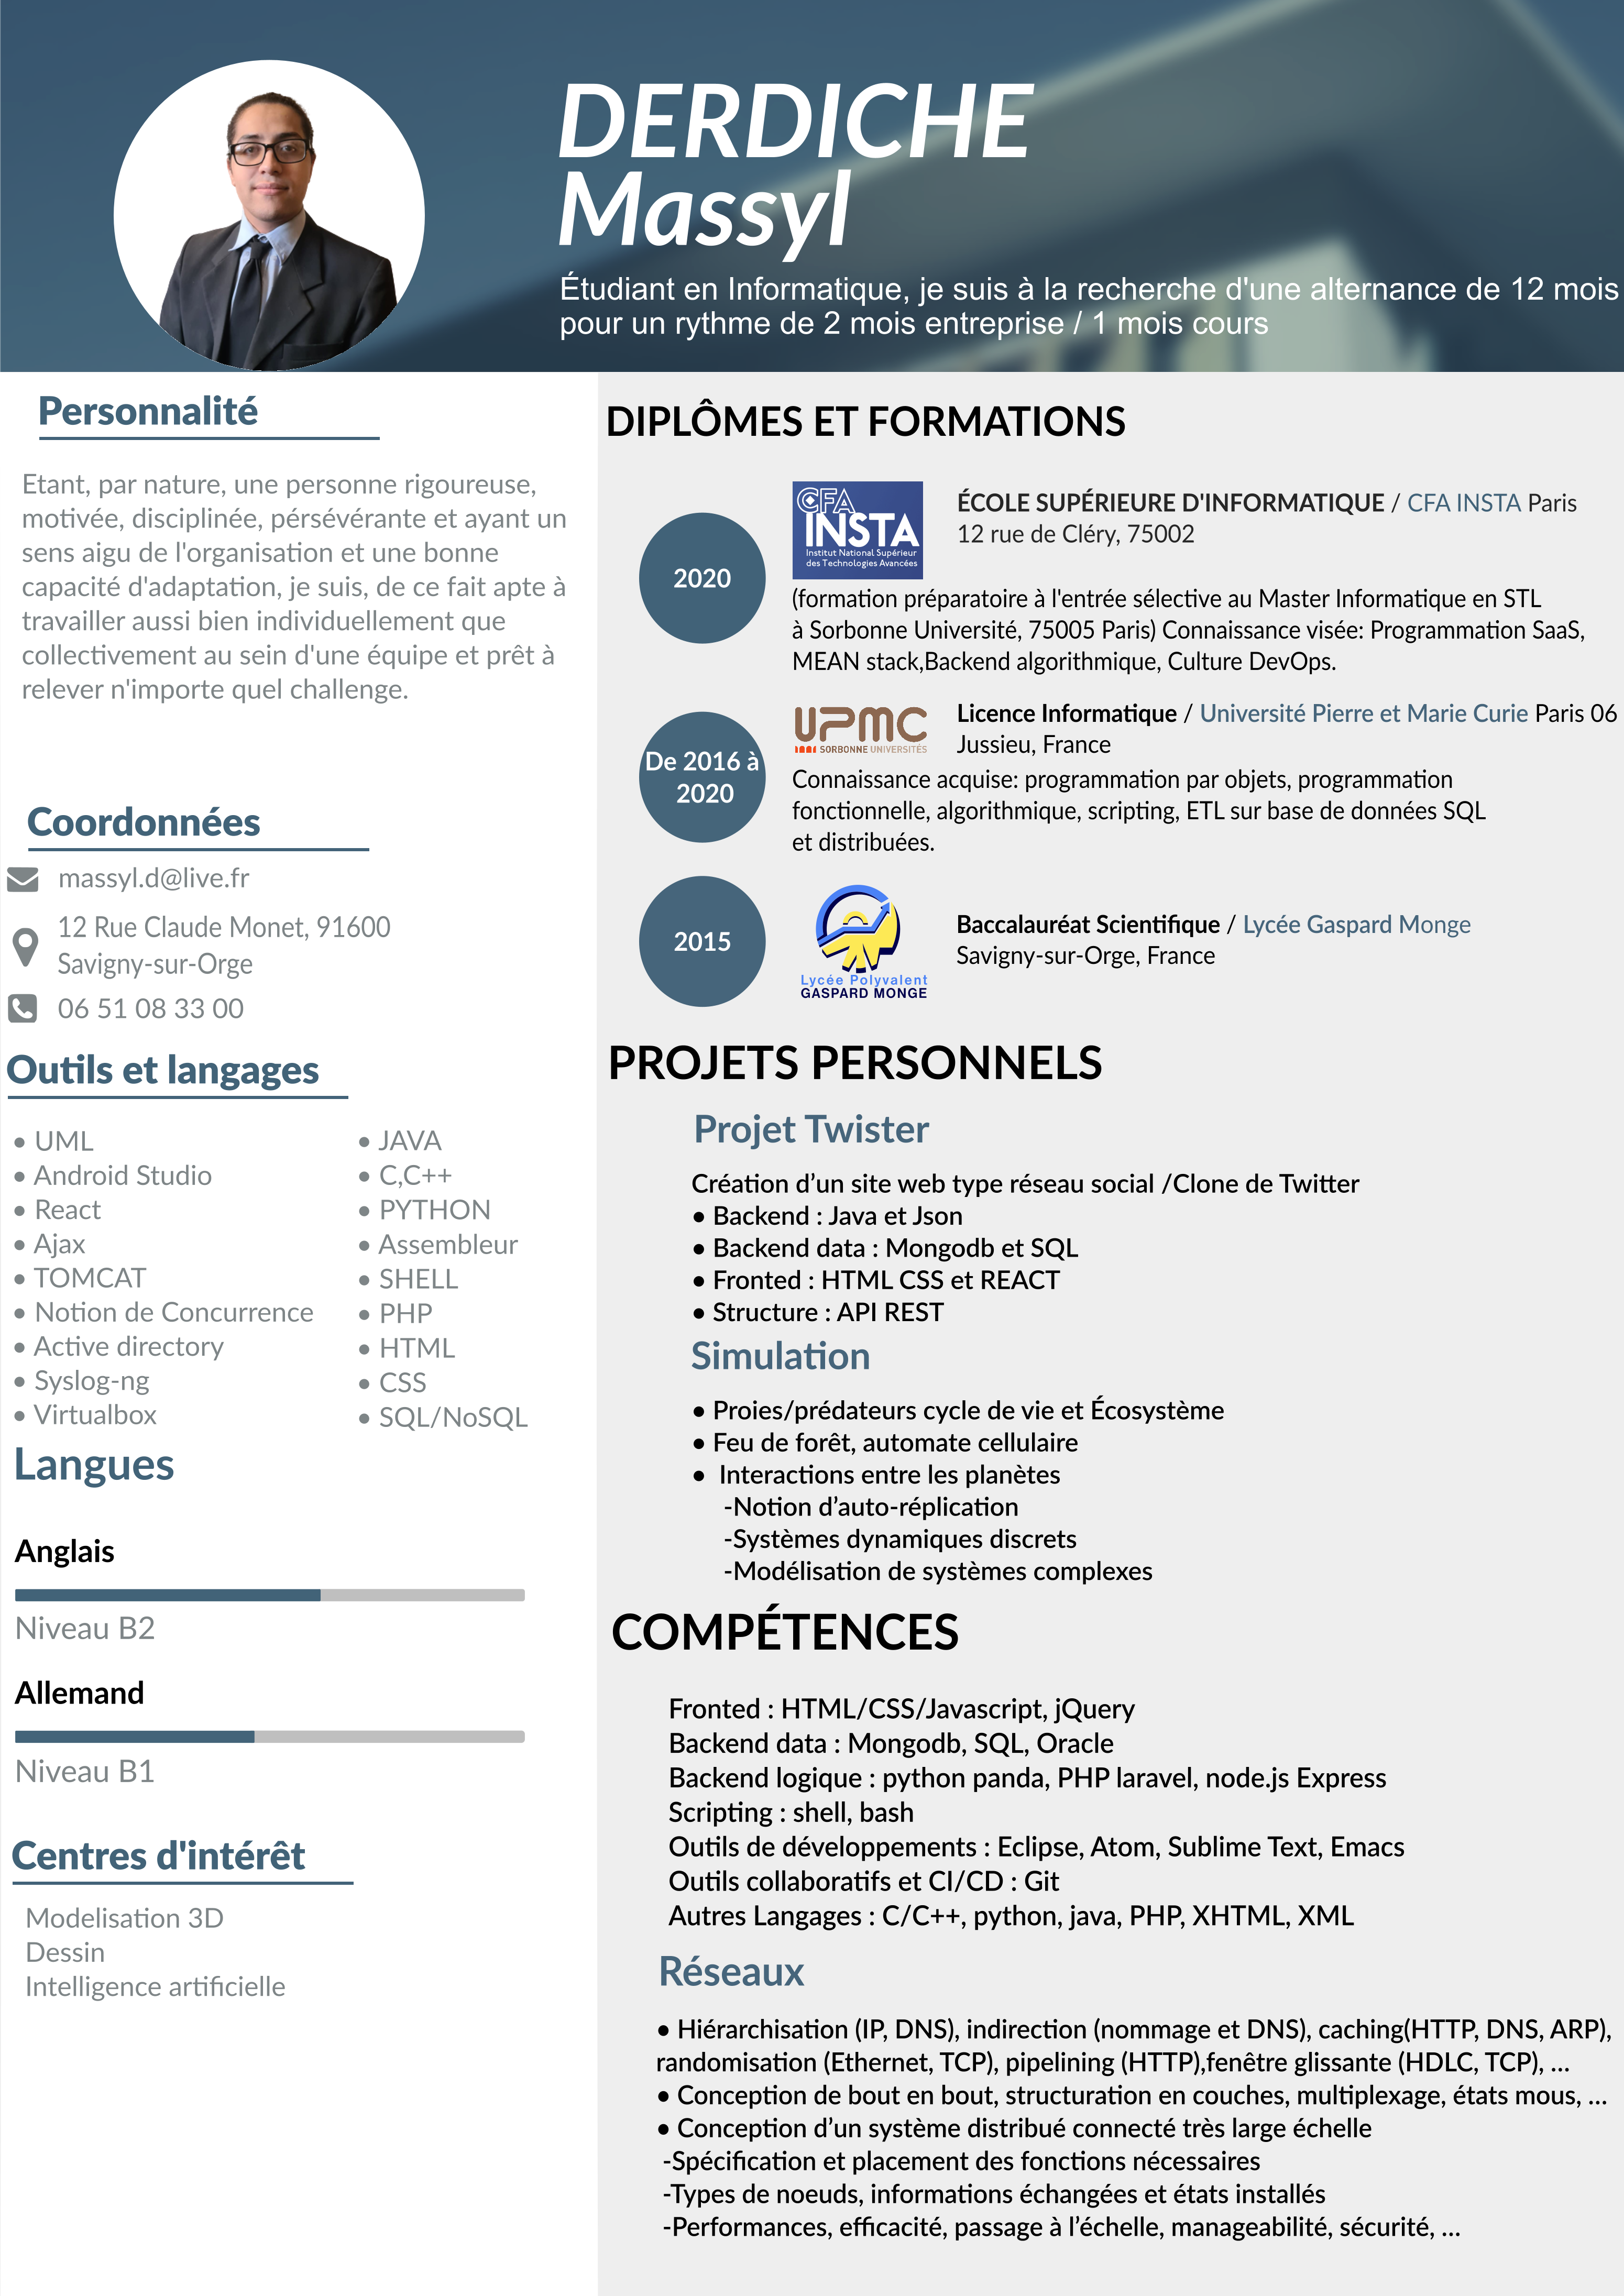 DERDICHE
Massyl
Étudiant en Informatique, je suis à la recherche d'une alternance de 12 mois
pour un rythme de 2 mois entreprise / 1 mois cours
Personnalité
Etant, par nature, une personne rigoureuse,
motivée, disciplinée, pérsévérante et ayant un
sens aigu de l'organisation et une bonne
capacité d'adaptation, je suis, de ce fait apte à
travailler aussi bien individuellement que
collectivement au sein d'une équipe et prêt à
relever n'importe quel challenge.
Coordonnées
massyl.d@live.fr
12 Rue Claude Monet, 91600
Savigny-sur-Orge
06 51 08 33 00
Outils et langages
• UML
• Android Studio
• React
• Ajax
• TOMCAT
• Notion de Concurrence
• Active directory
• Syslog-ng
• Virtualbox
• JAVA
• C,C++
• PYTHON
• Assembleur
• SHELL
• PHP
• HTML
• CSS
• SQL/NoSQL
Langues
Anglais
Niveau B2
Allemand
Niveau B1
Centres d'intérêt
Modelisation 3D
Dessin
Intelligence artificielle
DIPLÔMES ET FORMATIONS
2020
CFA
INSTA
Institut National Supérieur
des Technologies Avancées
ÉCOLE SUPÉRIEURE D'INFORMATIQUE / CFA INSTA Paris
12 rue de Cléry, 75002
(formation préparatoire à l'entrée sélective au Master Informatique en STL
à Sorbonne Université, 75005 Paris) Connaissance visée: Programmation SaaS,
MEAN stack,Backend algorithmique, Culture DevOps.
De 2016 à
2020
UPMC
SORBONNE UNIVERSITÉS
Licence Informatique / Université Pierre et Marie Curie Paris 06
Jussieu, France
Connaissance acquise: programmation par objets, programmation
fonctionnelle, algorithmique, scripting, ETL sur base de données SQL
et distribuées.
2015
Lycée Polyvalent
GASPARD MONGE
Baccalauréat Scientifique / Lycée Gaspard Monge
Savigny-sur-Orge, France
PROJETS PERSONNELS
Projet Twister
Création d’un site web type réseau social /Clone de Twitter
• Backend : Java et Json
• Backend data : Mongodb et SQL
• Fronted : HTML CSS et REACT
• Structure : API REST
Simulation
• Proies/prédateurs cycle de vie et Écosystème
• Feu de forêt, automate cellulaire
• Interactions entre les planètes
-Notion d’auto-réplication
-Systèmes dynamiques discrets
-Modélisation de systèmes complexes
COMPÉTENCES
Fronted : HTML/CSS/Javascript, jQuery
Backend data : Mongodb, SQL, Oracle
Backend logique : python panda, PHP laravel, node.js Express
Scripting : shell, bash
Outils de développements : Eclipse, Atom, Sublime Text, Emacs
Outils collaboratifs et CI/CD : Git
Autres Langages : C/C++, python, java, PHP, XHTML, XML
Réseaux
• Hiérarchisation (IP, DNS), indirection (nommage et DNS), caching(HTTP, DNS, ARP),
randomisation (Ethernet, TCP), pipelining (HTTP),fenêtre glissante (HDLC, TCP), ...
• Conception de bout en bout, structuration en couches, multiplexage, états mous, ...
• Conception d’un système distribué connecté très large échelle
-Spécification et placement des fonctions nécessaires
-Types de noeuds, informations échangées et états installés
-Performances, efficacité, passage à l’échelle, manageabilité, sécurité, ...